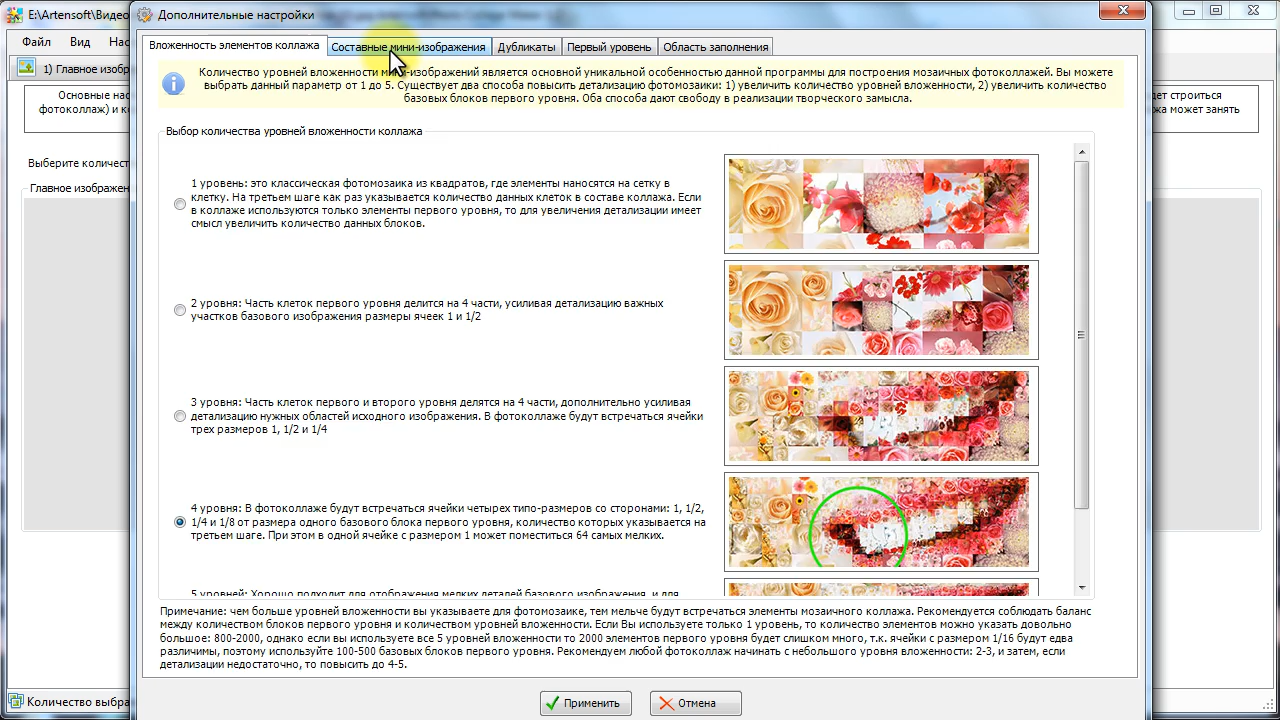 E:\Artensoft\Видео
Дополнительные настройки
Файл Вид Нас
1) Главное изобр
Вложенность элементов коллажа
Составные мини-изображения
Дубликаты
Первый уровень
Область заполнения
Количество уровней вложенности мини-изображений является основной уникальной особенностью данной программы для построения мозаичных фотоколлажей. Вы можете
выбрать данный параметр от 1 до 5. Существует два способа повысить детализацию фотомозаики: 1) увеличить количество уровней вложенности, 2) увеличить количество
базовых блоков первого уровня. Оба способа дают свободу в реализации творческого замысла.
Основные нас
фотоколлаж) и к
дет строиться
жа может занять
Выберите количест
Главное изображен
Выбор количества уровней вложенности коллажа
1 уровень: это классическая фотомозаика из квадратов, где элементы наносятся на сетку в
клетку. На третьем шаге как раз указывается количество данных клеток в составе коллажа. Если
в коллаже используются только элементы первого уровня, то для увеличения детализации имеет
смысл увеличить количество данных блоков.
2 уровня: Часть клеток первого уровня делится на 4 части, усиливая детализацию важных
участков базового изображения размеры ячеек 1 и 1/2
3 уровня: Часть клеток первого и второго уровня делятся на 4 части, дополнительно усиливая
детализацию нужных областей исходного изображения. В фотоколлаже будут встречаться ячейки
трех размеров 1, 1/2 и 1/4
4 уровня: В фотоколлаже будут встречаться ячейки четырех типо-размеров со сторонами: 1, 1/2,
1/4 и 1/8 от размера одного базового блока первого уровня, количество которых указывается на
третьем шаге. При этом в одной ячейке с размером 1 может поместиться 64 самых мелких.
5 уровней: Хорошо подходит для отображения мелких деталей базового изображения, и для
Примечание: чем больше уровней вложенности вы указываете для фотомозаике, тем мельче будут встречаться элементы мозаичного коллажа. Рекомендуется соблюдать баланс
между количеством блоков первого уровня и количеством уровней вложенности. Если Вы используете только 1 уровень, то количество элементов можно указать довольно
большое: 800-2000, однако если вы используете все 5 уровней вложенности то 2000 элементов первого уровня будет слишком много, т.к. ячейки с размером 1/16 будут едва
различимы, поэтому используйте 100-500 базовых блоков первого уровня. Рекомендуем любой фотоколлаж начинать с небольшого уровня вложенности: 2-3, и затем, если
детализации недостаточно, то повысить до 4-5.
Количество выбра
Применить
Отмена